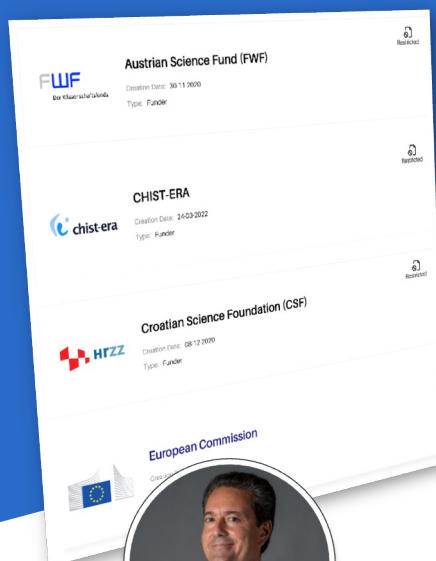 Restricted
Austrian Science Fund (FWF)
FWF
Der Wissenschaftsfonds
Creation Date: 30-11-2020
Type: Funder
Restricted
CHIST-ERA
chist-era
Creation Date: 24-03-2022
Type: Funder
Restricted
Croatian Science Foundation (CSF)
HrZZ
Creation Date: 08-12-2020
Type: Funder
European Commission